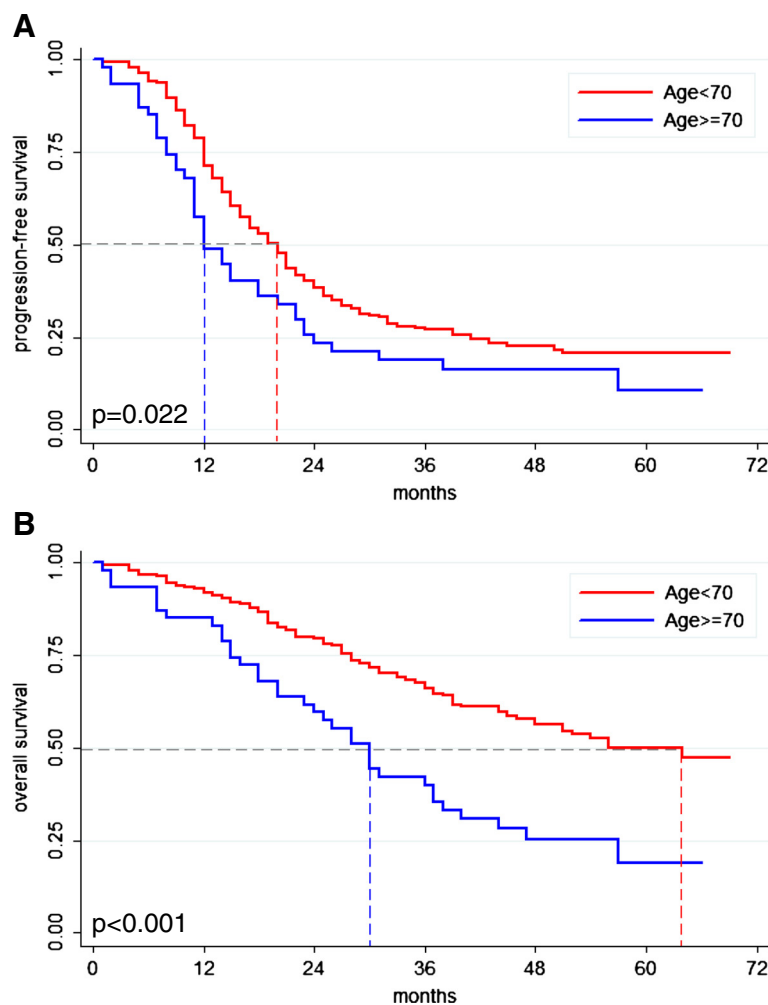 A
progression-free survival
1.00
0.75
0.50
0.25
0.00
Age<70
Age>=70
p=0.022
0 12 24 36 48 60 72
months
B
overall survival
1.00
0.75
0.50
0.25
0.00
Age<70
Age>=70
p<0.001
0 12 24 36 48 60 72
months